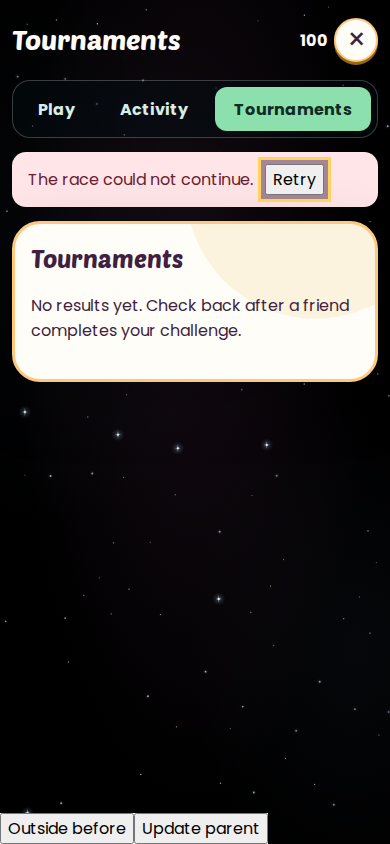 Tournaments
100 ×
Play Activity Tournaments
The race could not continue. Retry
Tournaments
No results yet. Check back after a friend
completes your challenge.
Outside before Update parent